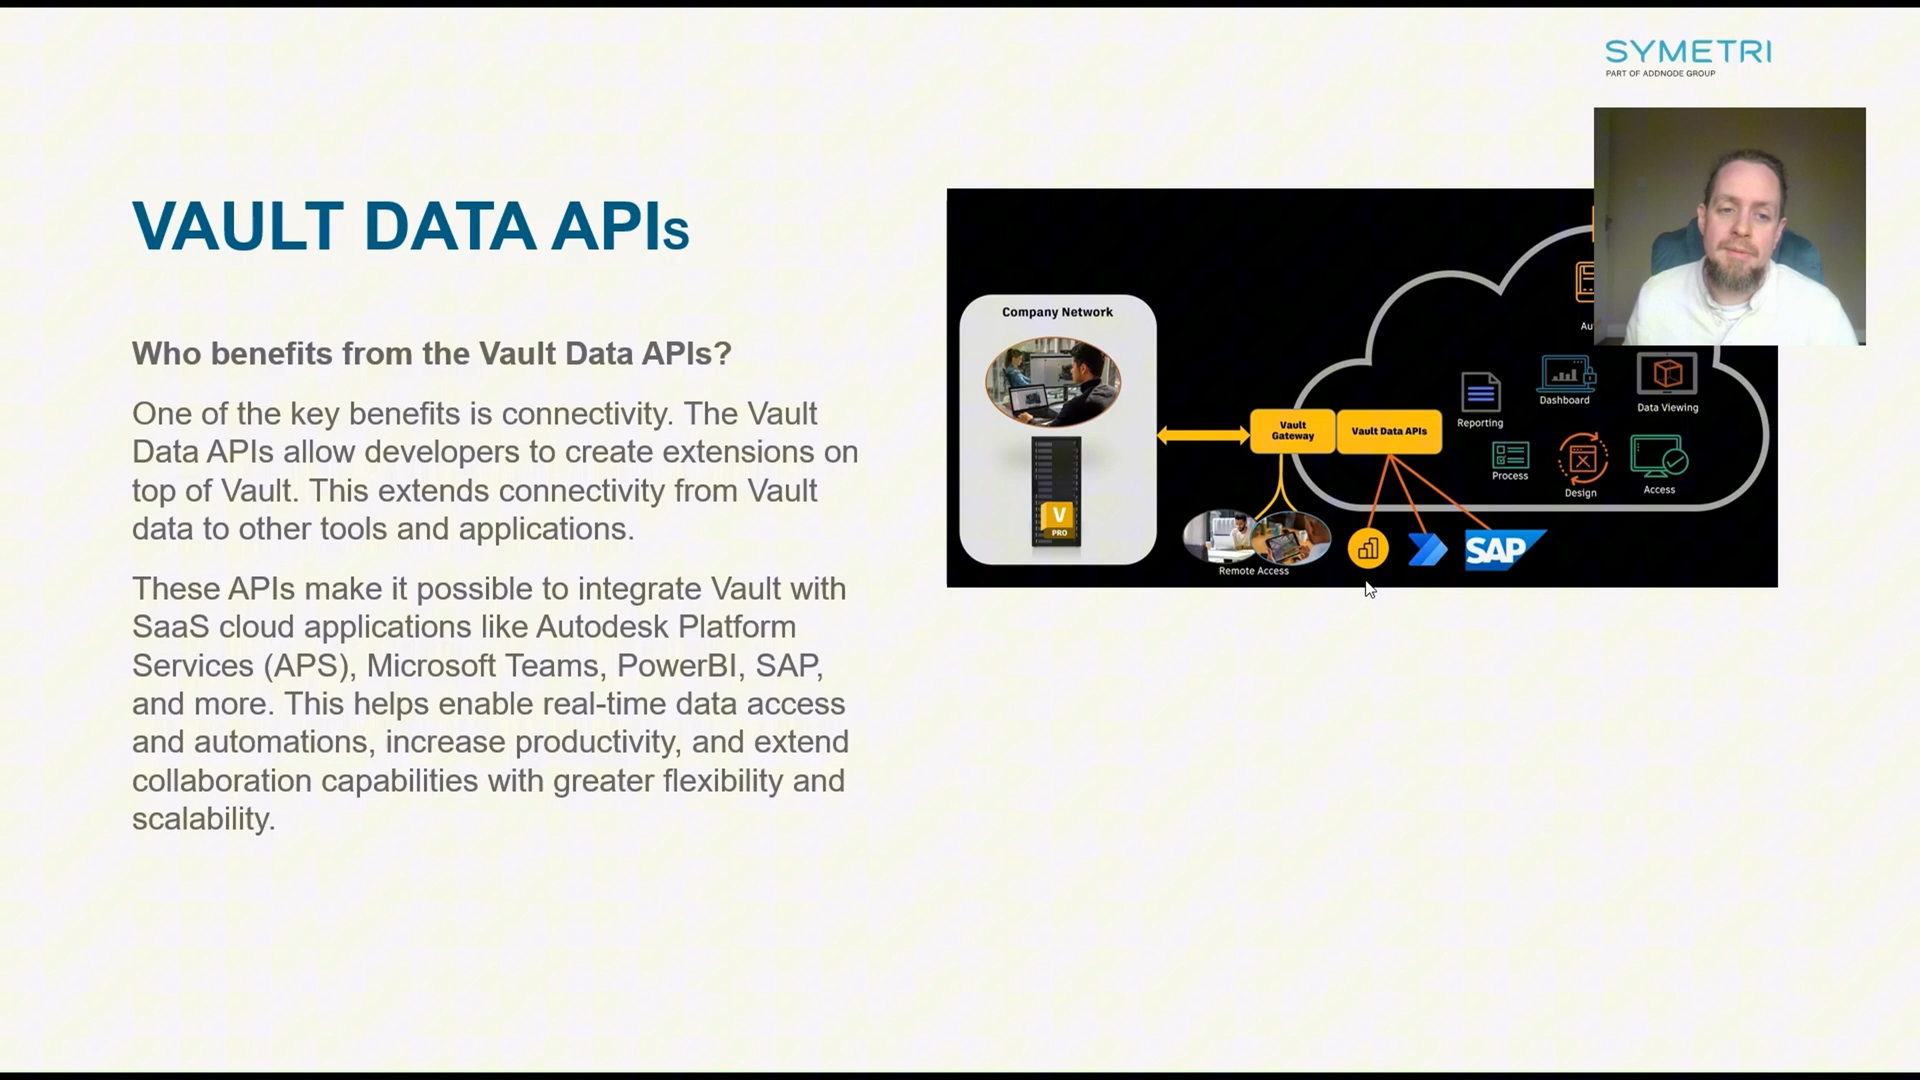 SYMETRI
PART OF ADDNODE GROUP
VAULT DATA APIs
Who benefits from the Vault Data APIs?
One of the key benefits is connectivity. The Vault
Data APIs allow developers to create extensions on
top of Vault. This extends connectivity from Vault
data to other tools and applications.
These APIs make it possible to integrate Vault with
SaaS cloud applications like Autodesk Platform
Services (APS), Microsoft Teams, PowerBI, SAP,
and more. This helps enable real-time data access
and automations, increase productivity, and extend
collaboration capabilities with greater flexibility and
scalability.
Company Network
V
PRO
Vault
Gateway
Vault Data APIs
Remote Access
SAP
Reporting
Dashboard
Data Viewing
Process
Design
Access